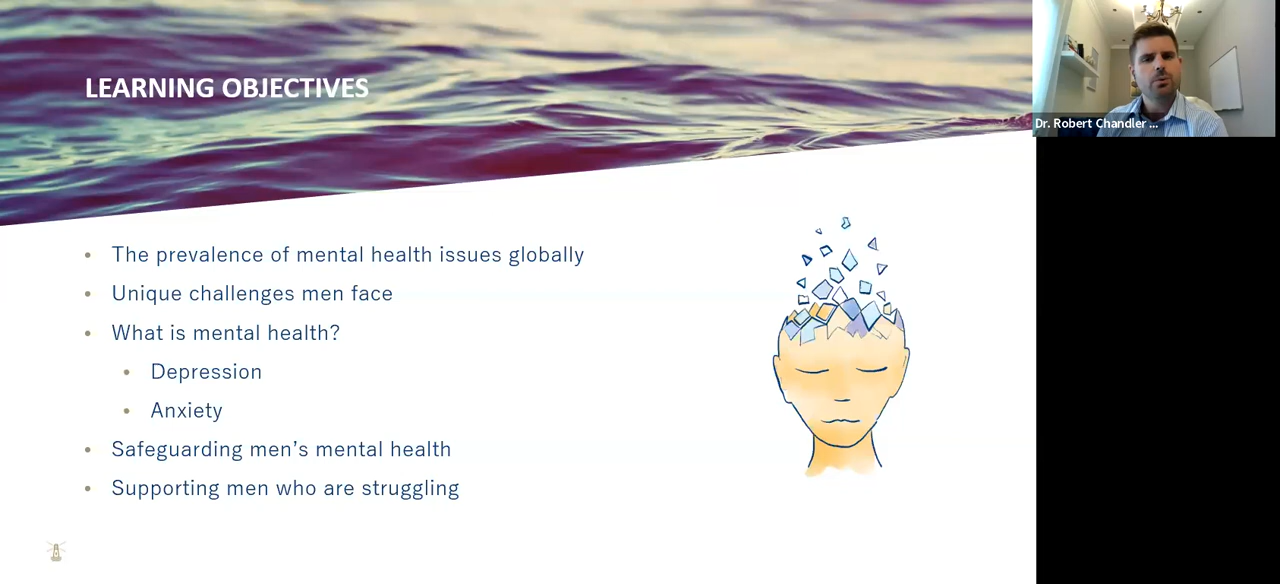 LEARNING OBJECTIVES
Dr. Robert Chandler ...
The prevalence of mental health issues globally
Unique challenges men face
What is mental health?
Depression
Anxiety
Safeguarding men's mental health
Supporting men who are struggling